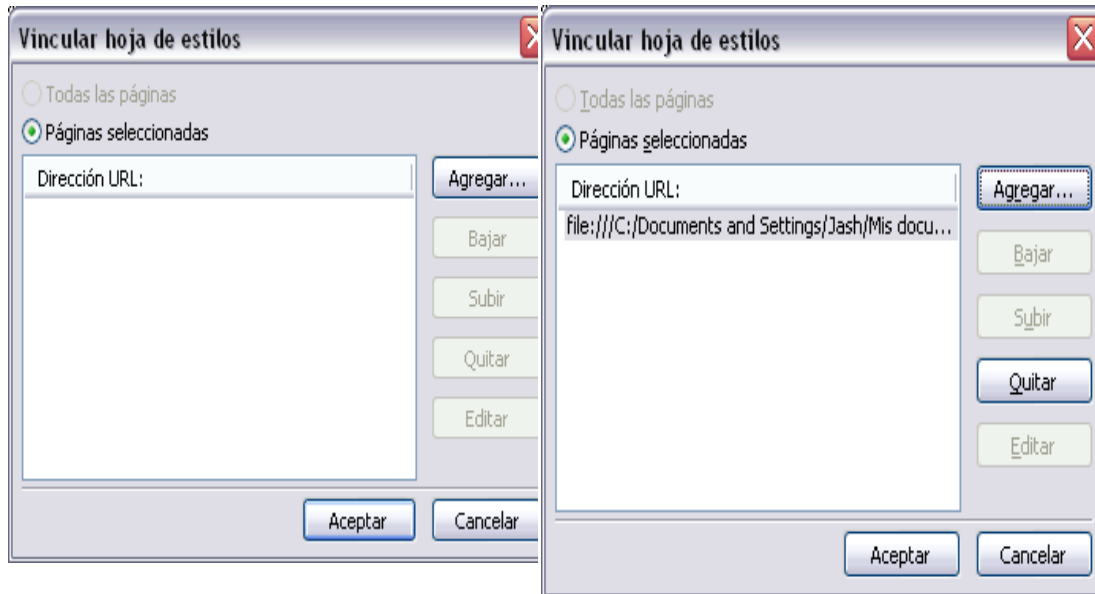 Vincular hoja de estilos
Todas las páginas
Páginas seleccionadas
Dirección URL:
Agregar...
Bajar
Subir
Quitar
Editar
Aceptar
Cancelar
Vincular hoja de estilos
Todas las páginas
Páginas seleccionadas
Dirección URL:
file:///C:/Documents and Settings/Jash/Mis docu...
Agregar...
Bajar
Subir
Quitar
Editar
Aceptar
Cancelar